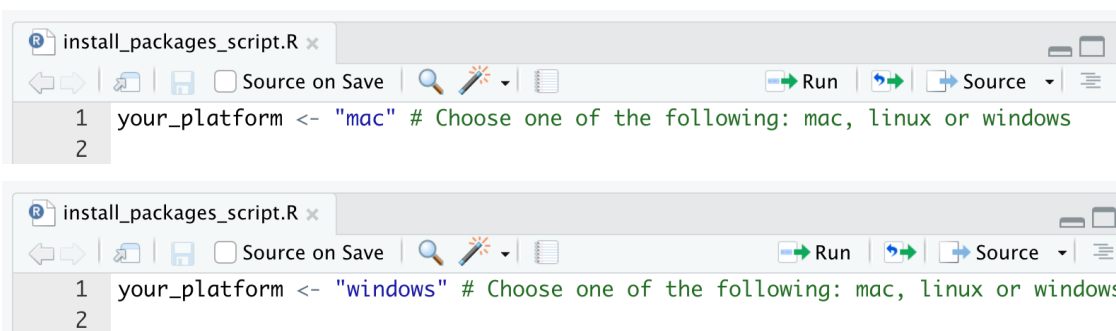 install_packages_script.R
Source on Save Run Source
1 your_platform <- "mac" # Choose one of the following: mac, linux or windows
2
install_packages_script.R
Source on Save Run Source
1 your_platform <- "windows" # Choose one of the following: mac, linux or windows
2